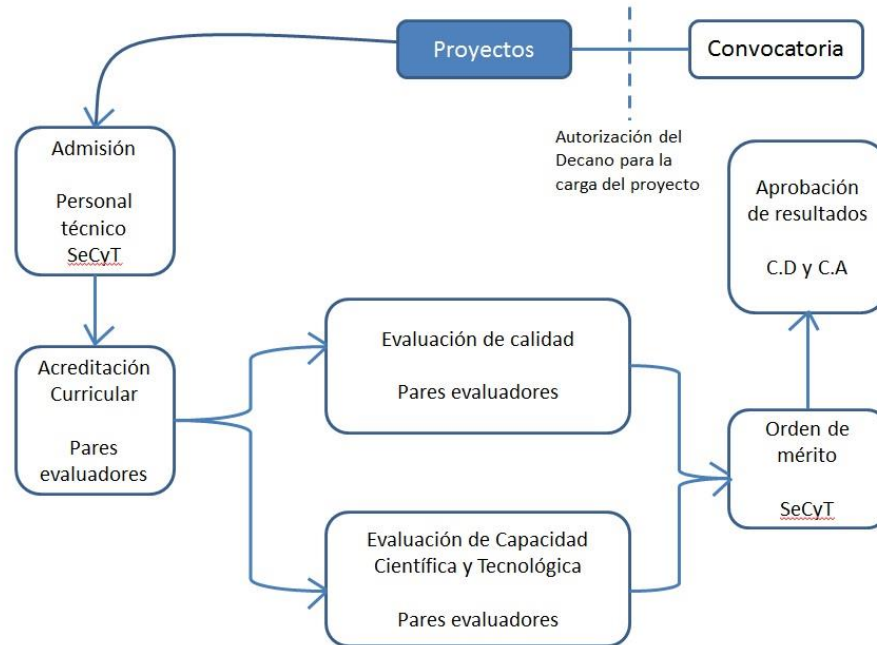 Proyectos
Convocatoria
Autorización del
Decano para la
carga del proyecto
Admisión
Personal
técnico
SeCyT
Aprobación
de resultados
C.D y C.A
Acreditación
Curricular
Pares
evaluadores
Evaluación de calidad
Pares evaluadores
Evaluación de Capacidad
Científica y Tecnológica
Pares evaluadores
Orden de
mérito
SeCyT